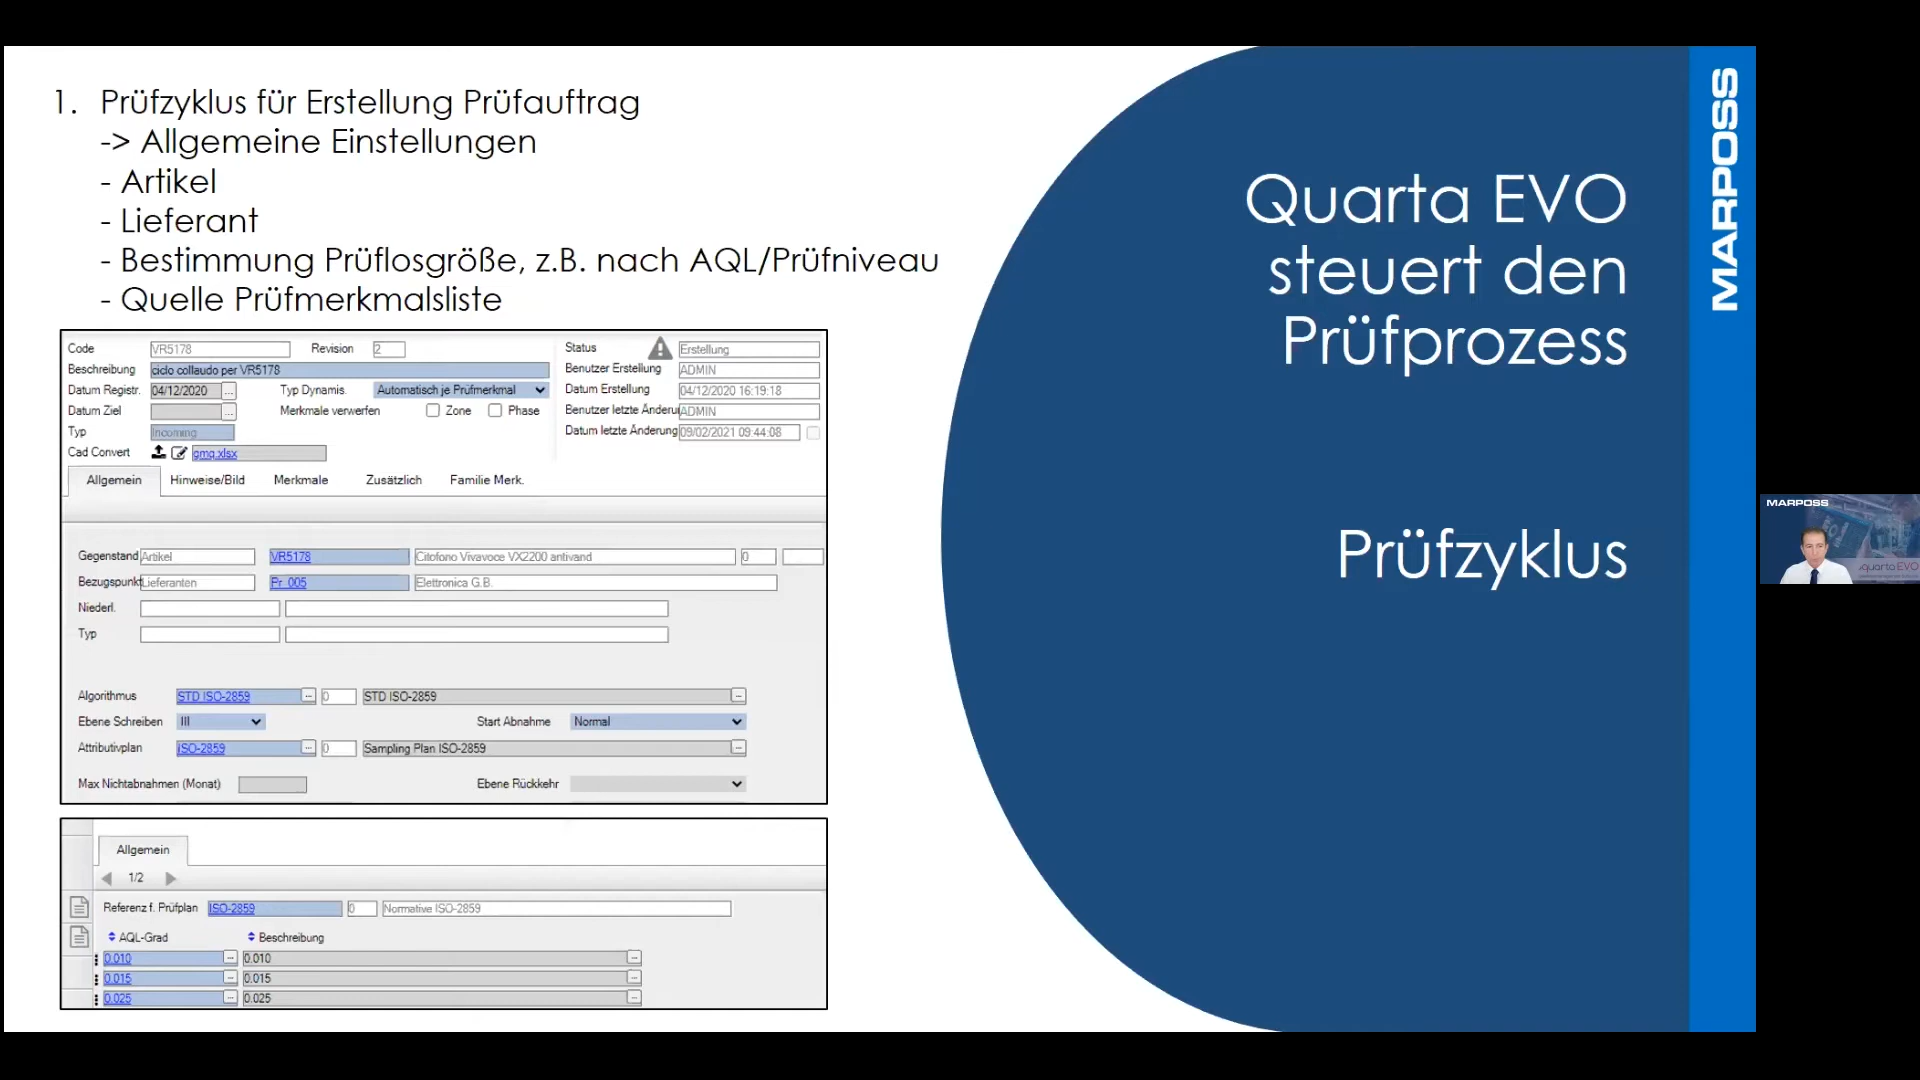 1. Prüfzyklus für Erstellung Prüfauftrag
-> Allgemeine Einstellungen
- Artikel
- Lieferant
- Bestimmung Prüflosgröße, z.B. nach AQL/Prüfniveau
- Quelle Prüfmerkmalsliste
Code VR5178 Revision 2 Status Erstellung
Beschreibung ciclo collaudo per VR5178 Benutzer Erstellung ADMIN
Datum Registr. 04/12/2020 ... Typ Dynamis. Automatisch je Prüfmerkmal Datum Erstellung 04/12/2020 16:19:18
Datum Ziel ... Merkmale verwerfen Zone Phase Benutzer letzte Änderu ADMIN
Typ Incoming Datum letzte Änderung 09/02/2021 09:44:08
Cad Convert gmq.xlsx
Allgemein Hinweise/Bild Merkmale Zusätzlich Familie Merk.
Gegenstand Artikel VR5178 Citofono Vivavoce VX2200 antivand 0
Bezugspunkt Lieferanten Pr_005 Elettronica G.B.
Niederl.
Typ
Algorithmus STD ISO-2859 ... 0 STD ISO-2859 ...
Ebene Schreiben III Start Abnahme Normal
Attributivplan ISO-2859 ... 0 Sampling Plan ISO-2859 ...
Max Nichtabnahmen (Monat) Ebene Rückkehr
Allgemein
1/2
Referenz f. Prüfplan ISO-2859 0 Normative ISO-2859
AQL-Grad Beschreibung
0.010 ... 0.010 ...
0.015 ... 0.015 ...
0.025 ... 0.025 ...
Quarta EVO
steuert den
Prüfprozess
Prüfzyklus
MARPOSS
MARPOSS
quarta EVO